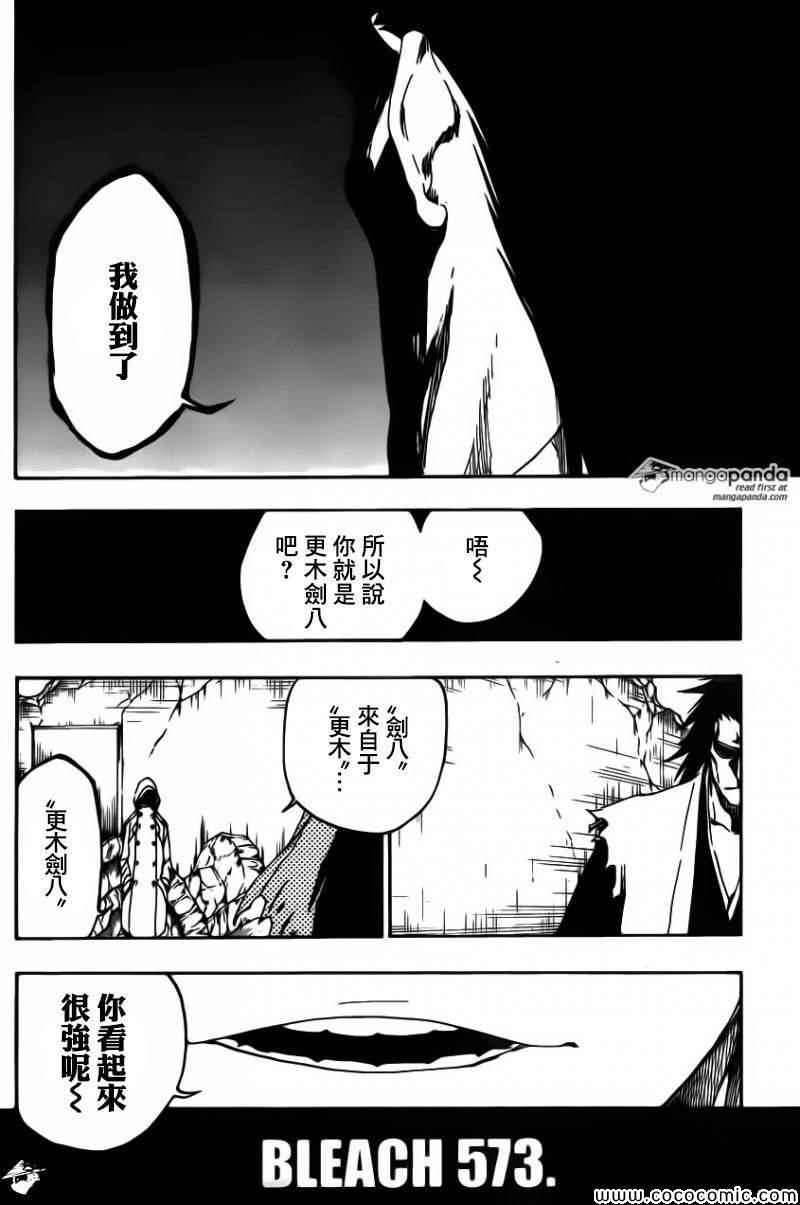 我做到了
mangapanda
read first at
mangapanda.com
唔～
所以說
你就是
更木劍八
吧？
〝劍八〞
來自于
〝更木〞…
〝更木劍八〞
你看起來
很強呢～
BLEACH 573.
www.cococomic.com